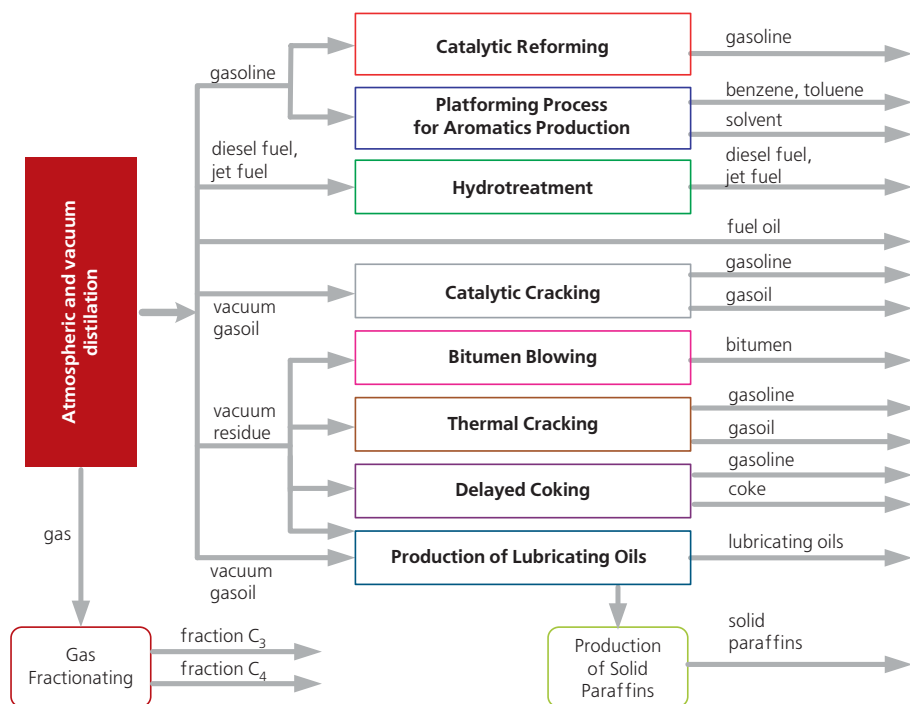 Catalytic Reforming
gasoline
gasoline
Platforming Process
for Aromatics Production
benzene, toluene
solvent
diesel fuel,
jet fuel
Hydrotreatment
diesel fuel,
jet fuel
Atmospheric and vacuum
distilation
fuel oil
Catalytic Cracking
gasoline
gasoil
vacuum
gasoil
Bitumen Blowing
bitumen
vacuum
residue
Thermal Cracking
gasoline
gasoil
Delayed Coking
gasoline
coke
gas
Production of Lubricating Oils
lubricating oils
vacuum
gasoil
Gas
Fractionating
fraction C₃
fraction C₄
Production
of Solid
Paraffins
solid
paraffins